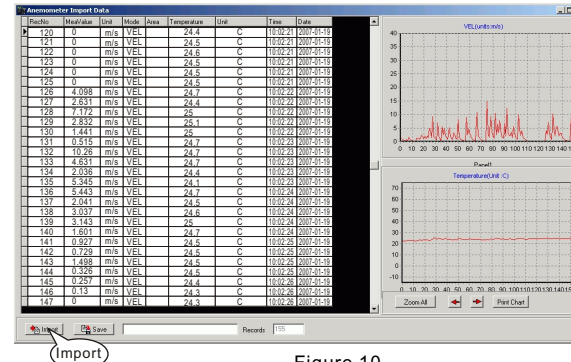 Anemometer Import Data
RecNo MeaValue Unit Mode Area Temperature Unit Time Date
120 0 m/s VEL 24.4 C 10:02:21 2007-01-19
121 0 m/s VEL 24.5 C 10:02:21 2007-01-19
122 0 m/s VEL 24.6 C 10:02:21 2007-01-19
123 0 m/s VEL 24.5 C 10:02:21 2007-01-19
124 0 m/s VEL 24.5 C 10:02:21 2007-01-19
125 0 m/s VEL 24.5 C 10:02:21 2007-01-19
126 4.098 m/s VEL 24.7 C 10:02:22 2007-01-19
127 2.631 m/s VEL 24.4 C 10:02:22 2007-01-19
128 7.172 m/s VEL 25 C 10:02:22 2007-01-19
129 2.832 m/s VEL 25.1 C 10:02:22 2007-01-19
130 1.441 m/s VEL 25 C 10:02:22 2007-01-19
131 0.515 m/s VEL 24.7 C 10:02:23 2007-01-19
132 10.26 m/s VEL 24.7 C 10:02:23 2007-01-19
133 4.631 m/s VEL 24.7 C 10:02:23 2007-01-19
134 2.036 m/s VEL 24.4 C 10:02:23 2007-01-19
135 5.345 m/s VEL 24.1 C 10:02:23 2007-01-19
136 5.443 m/s VEL 24.7 C 10:02:24 2007-01-19
137 2.041 m/s VEL 24.5 C 10:02:24 2007-01-19
138 3.037 m/s VEL 24.6 C 10:02:24 2007-01-19
139 3.143 m/s VEL 25 C 10:02:24 2007-01-19
140 1.601 m/s VEL 24.7 C 10:02:24 2007-01-19
141 0.927 m/s VEL 24.5 C 10:02:25 2007-01-19
142 0.729 m/s VEL 24.5 C 10:02:25 2007-01-19
143 1.498 m/s VEL 24.5 C 10:02:25 2007-01-19
144 0.326 m/s VEL 24.5 C 10:02:25 2007-01-19
145 0.257 m/s VEL 24.4 C 10:02:26 2007-01-19
146 0.13 m/s VEL 24.3 C 10:02:26 2007-01-19
147 0 m/s VEL 24.3 C 10:02:26 2007-01-19
VEL(units:m/s)
40
35
30
25
20
15
10
5
0
0 10 20 30 40 50 60 70 80 90 100 110 120 130 140 15
Panel1
Temperature(Unit :C)
70
60
50
40
30
20
10
0
-10
0 10 20 30 40 50 60 70 80 90 100 110 120 130 140 15
Zoom All Print Chart
Import Save Records 155
Import
Figure 10